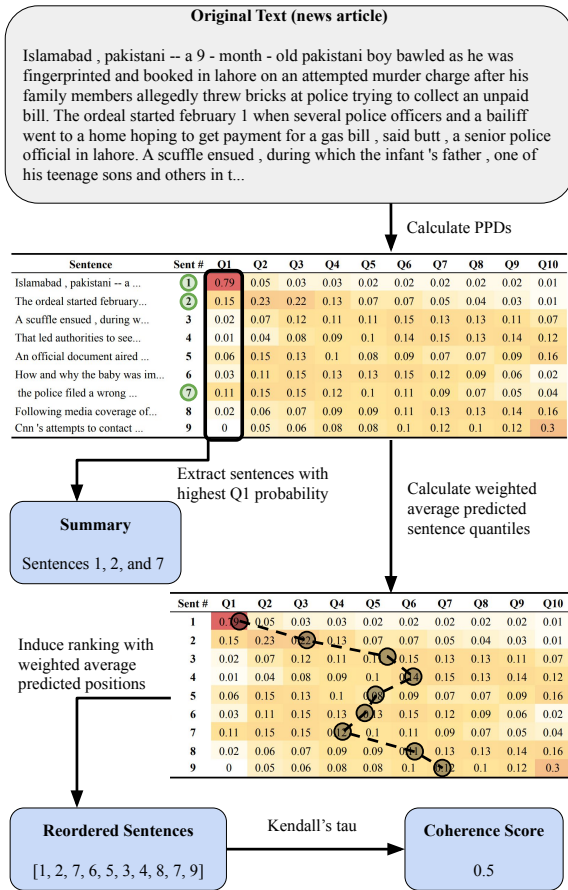 Original Text (news article)
Islamabad , pakistani -- a 9 - month - old pakistani boy bawled as he was
fingerprinted and booked in lahore on an attempted murder charge after his
family members allegedly threw bricks at police trying to collect an unpaid
bill. The ordeal started february 1 when several police officers and a bailiff
went to a home hoping to get payment for a gas bill , said butt , a senior police
official in lahore. A scuffle ensued , during which the infant 's father , one of
his teenage sons and others in t...
Calculate PPDs
Sentence Sent # Q1 Q2 Q3 Q4 Q5 Q6 Q7 Q8 Q9 Q10
Islamabad , pakistani -- a ... 1 0.79 0.05 0.03 0.03 0.02 0.02 0.02 0.02 0.02 0.01
The ordeal started february... 2 0.15 0.23 0.22 0.13 0.07 0.07 0.05 0.04 0.03 0.01
A scuffle ensued , during w... 3 0.02 0.07 0.12 0.11 0.11 0.15 0.13 0.13 0.11 0.07
That led authorities to see... 4 0.01 0.04 0.08 0.09 0.1 0.14 0.15 0.13 0.14 0.12
An official document aired ... 5 0.06 0.15 0.13 0.1 0.08 0.09 0.07 0.07 0.09 0.16
How and why the baby was im... 6 0.03 0.11 0.15 0.13 0.13 0.15 0.12 0.09 0.06 0.02
the police filed a wrong ... 7 0.11 0.15 0.15 0.12 0.1 0.11 0.09 0.07 0.05 0.04
Following media coverage of... 8 0.02 0.06 0.07 0.09 0.09 0.11 0.13 0.13 0.14 0.16
Cnn 's attempts to contact ... 9 0 0.05 0.06 0.08 0.08 0.1 0.12 0.1 0.12 0.3
Extract sentences with
highest Q1 probability
Calculate weighted
average predicted
sentence quantiles
Summary
Sentences 1, 2, and 7
Sent # Q1 Q2 Q3 Q4 Q5 Q6 Q7 Q8 Q9 Q10
1 0.79 0.05 0.03 0.03 0.02 0.02 0.02 0.02 0.02 0.01
2 0.15 0.23 0.22 0.13 0.07 0.07 0.05 0.04 0.03 0.01
3 0.02 0.07 0.12 0.11 0.11 0.15 0.13 0.13 0.11 0.07
4 0.01 0.04 0.08 0.09 0.1 0.14 0.15 0.13 0.14 0.12
5 0.06 0.15 0.13 0.1 0.08 0.09 0.07 0.07 0.09 0.16
6 0.03 0.11 0.15 0.13 0.13 0.15 0.12 0.09 0.06 0.02
7 0.11 0.15 0.15 0.12 0.1 0.11 0.09 0.07 0.05 0.04
8 0.02 0.06 0.07 0.09 0.09 0.11 0.13 0.13 0.14 0.16
9 0 0.05 0.06 0.08 0.08 0.1 0.12 0.1 0.12 0.3
Induce ranking with
weighted average
predicted positions
Reordered Sentences
[1, 2, 7, 6, 5, 3, 4, 8, 7, 9]
Kendall's tau
Coherence Score
0.5